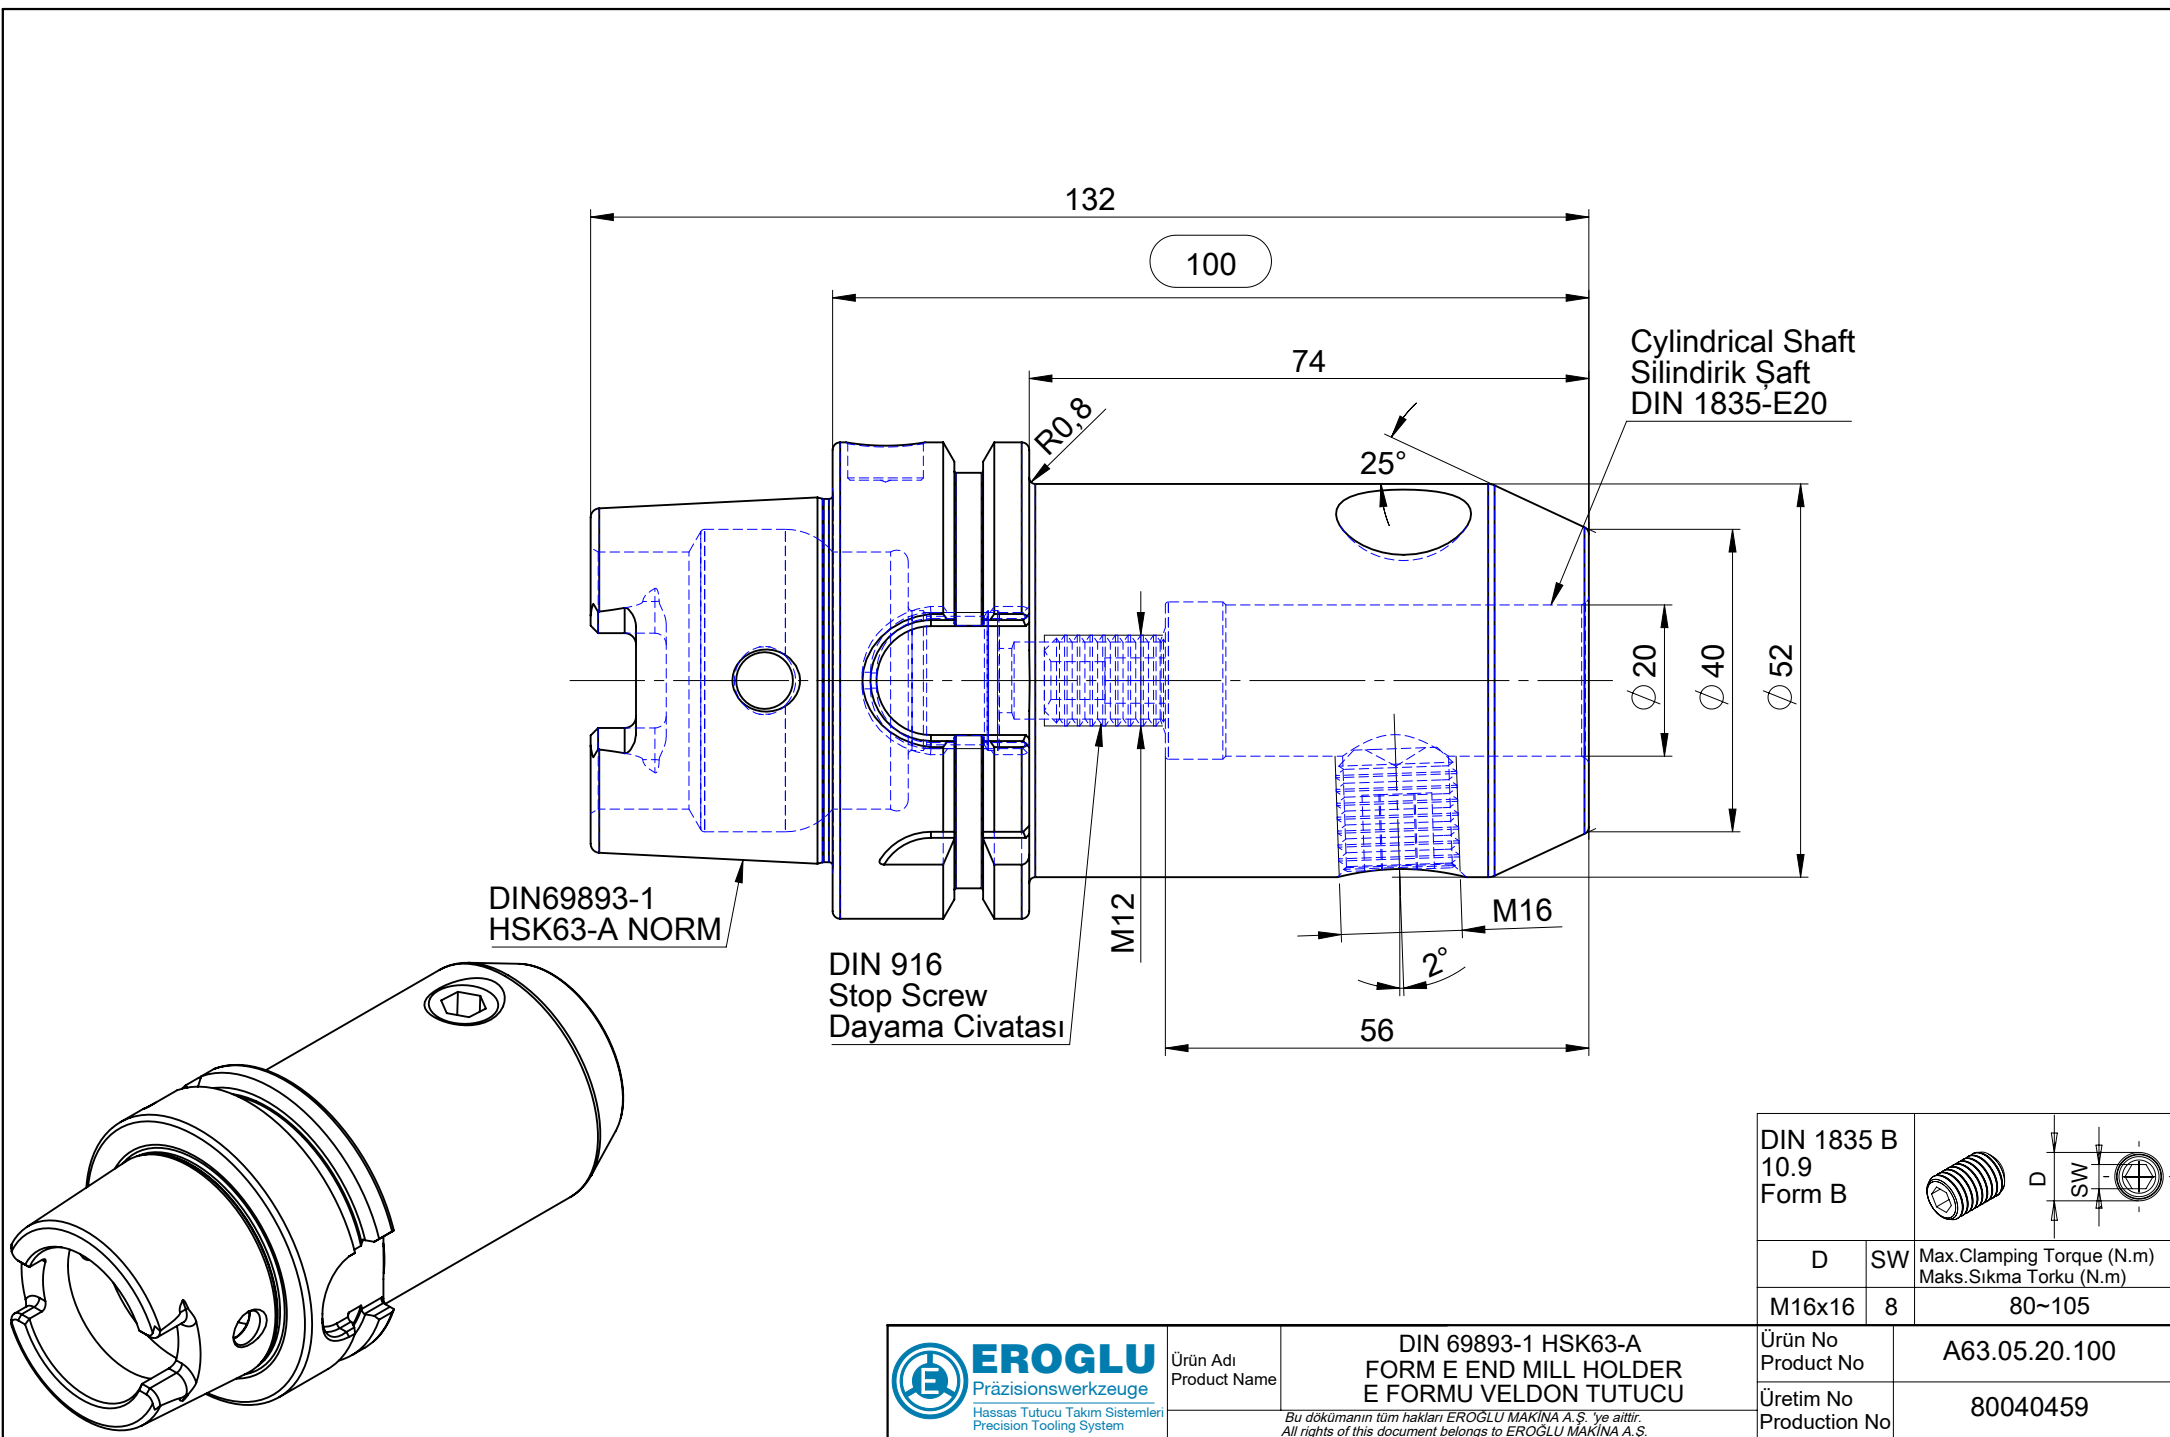 132
100
74
Cylindrical Shaft
Silindirik Şaft
DIN 1835-E20
R0,8
25°
∅20
∅40
∅52
DIN69893-1
HSK63-A NORM
M12
M16
2°
DIN 916
Stop Screw
Dayama Civatası
56
DIN 1835 B
10.9
Form B
D
SW
D
SW
Max.Clamping Torque (N.m)
Maks.Sıkma Torku (N.m)
M16x16
8
80~105
E
EROGLU
Präzisionswerkzeuge
Hassas Tutucu Takım Sistemleri
Precision Tooling System
Ürün Adı
Product Name
DIN 69893-1 HSK63-A
FORM E END MILL HOLDER
E FORMU VELDON TUTUCU
Bu dökümanın tüm hakları EROĞLU MAKİNA A.Ş. 'ye aittir.
All rights of this document belongs to EROĞLU MAKİNA A.Ş.
Ürün No
Product No
A63.05.20.100
Üretim No
Production No
80040459